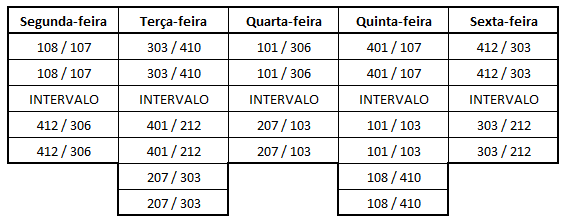 Segunda-feira Terça-feira Quarta-feira Quinta-feira Sexta-feira
108 / 107 303 / 410 101 / 306 401 / 107 412 / 303
108 / 107 303 / 410 101 / 306 401 / 107 412 / 303
INTERVALO INTERVALO INTERVALO INTERVALO INTERVALO
412 / 306 401 / 212 207 / 103 101 / 103 303 / 212
412 / 306 401 / 212 207 / 103 101 / 103 303 / 212
207 / 303 108 / 410
207 / 303 108 / 410